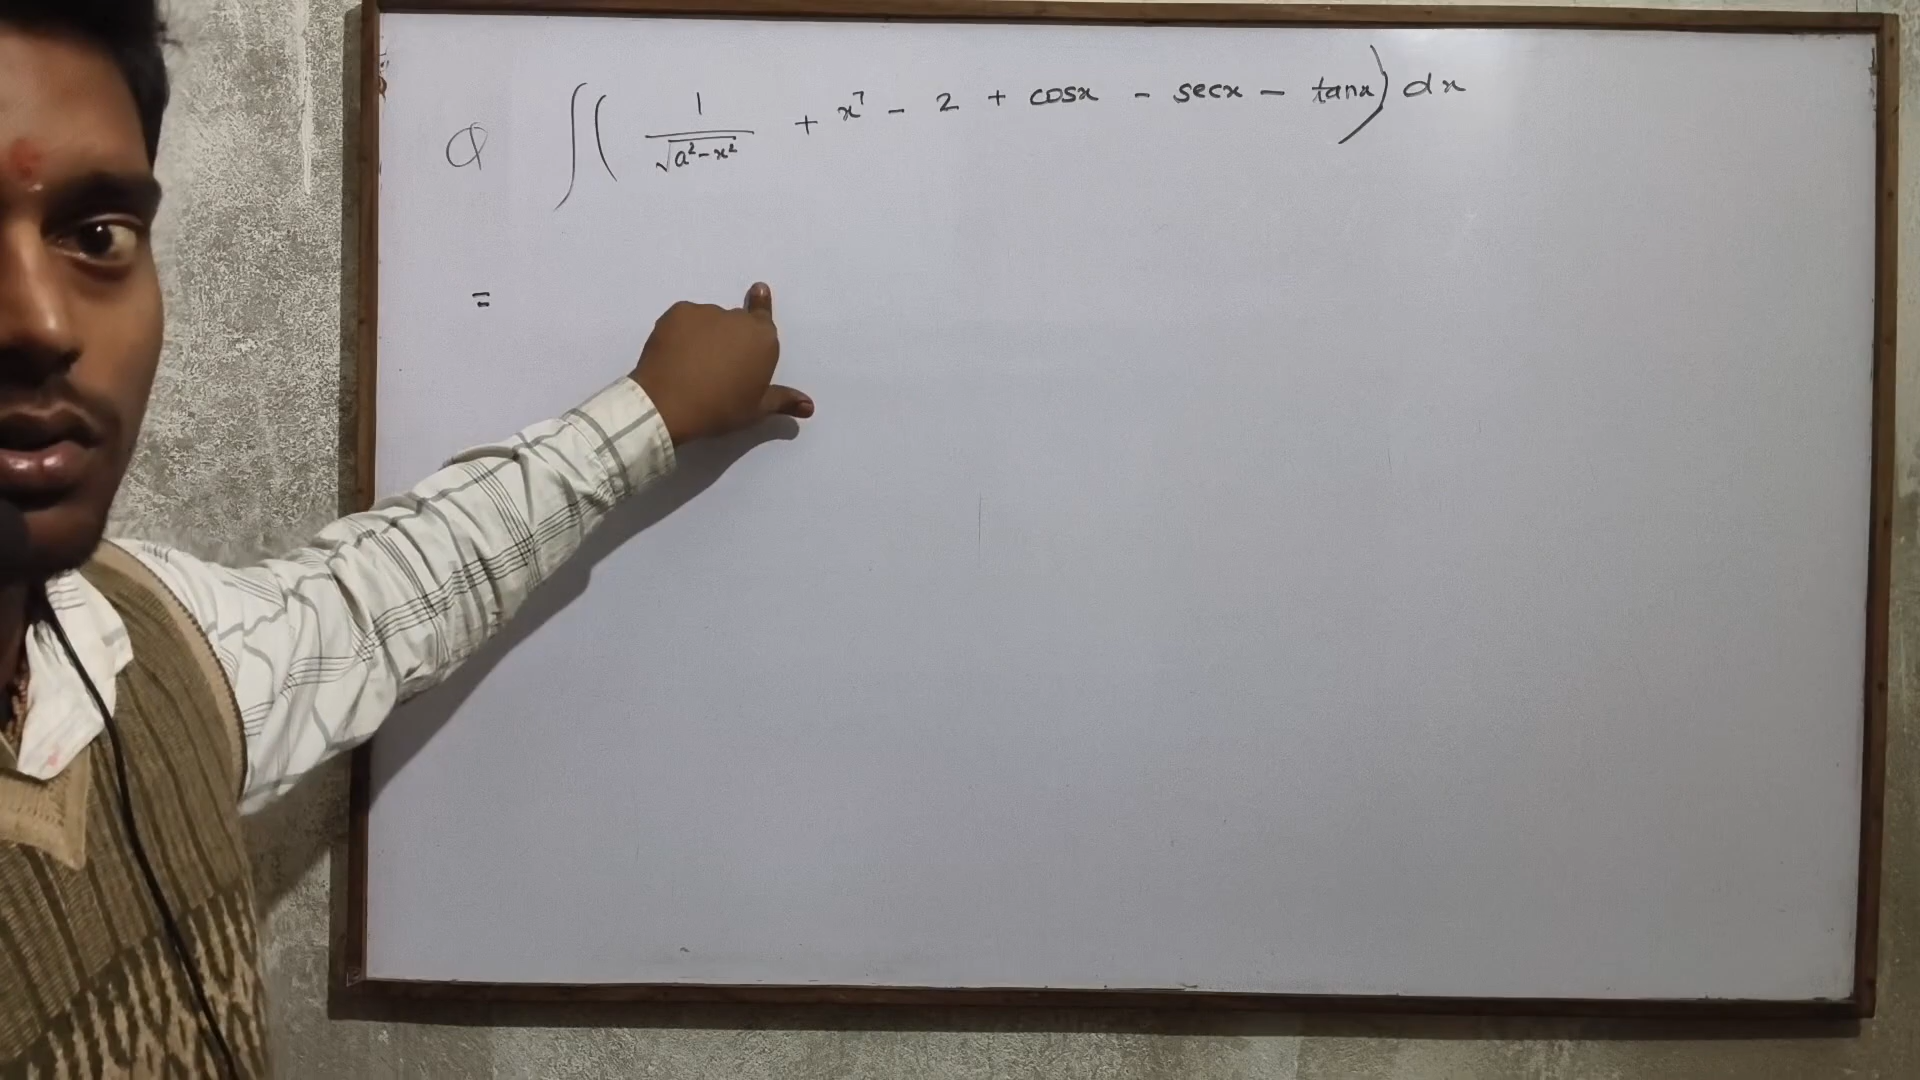 Q ∫( 1/√(a²-x²) + x⁷ - 2 + cosx - secx - tanx) dx
=